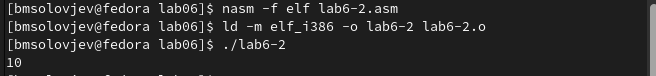 [bmsolovjev@fedora lab06]$ nasm -f elf lab6-2.asm
[bmsolovjev@fedora lab06]$ ld -m elf_i386 -o lab6-2 lab6-2.o
[bmsolovjev@fedora lab06]$ ./lab6-2
10